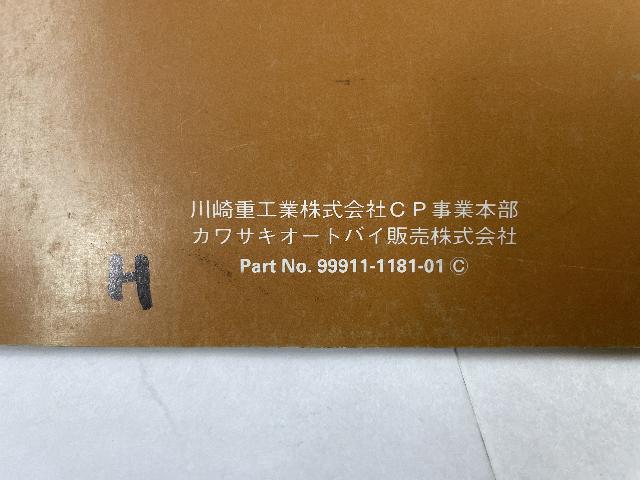 川崎重工業株式会社CP事業本部
カワサキオートバイ販売株式会社
Part No. 99911-1181-01 ©
H